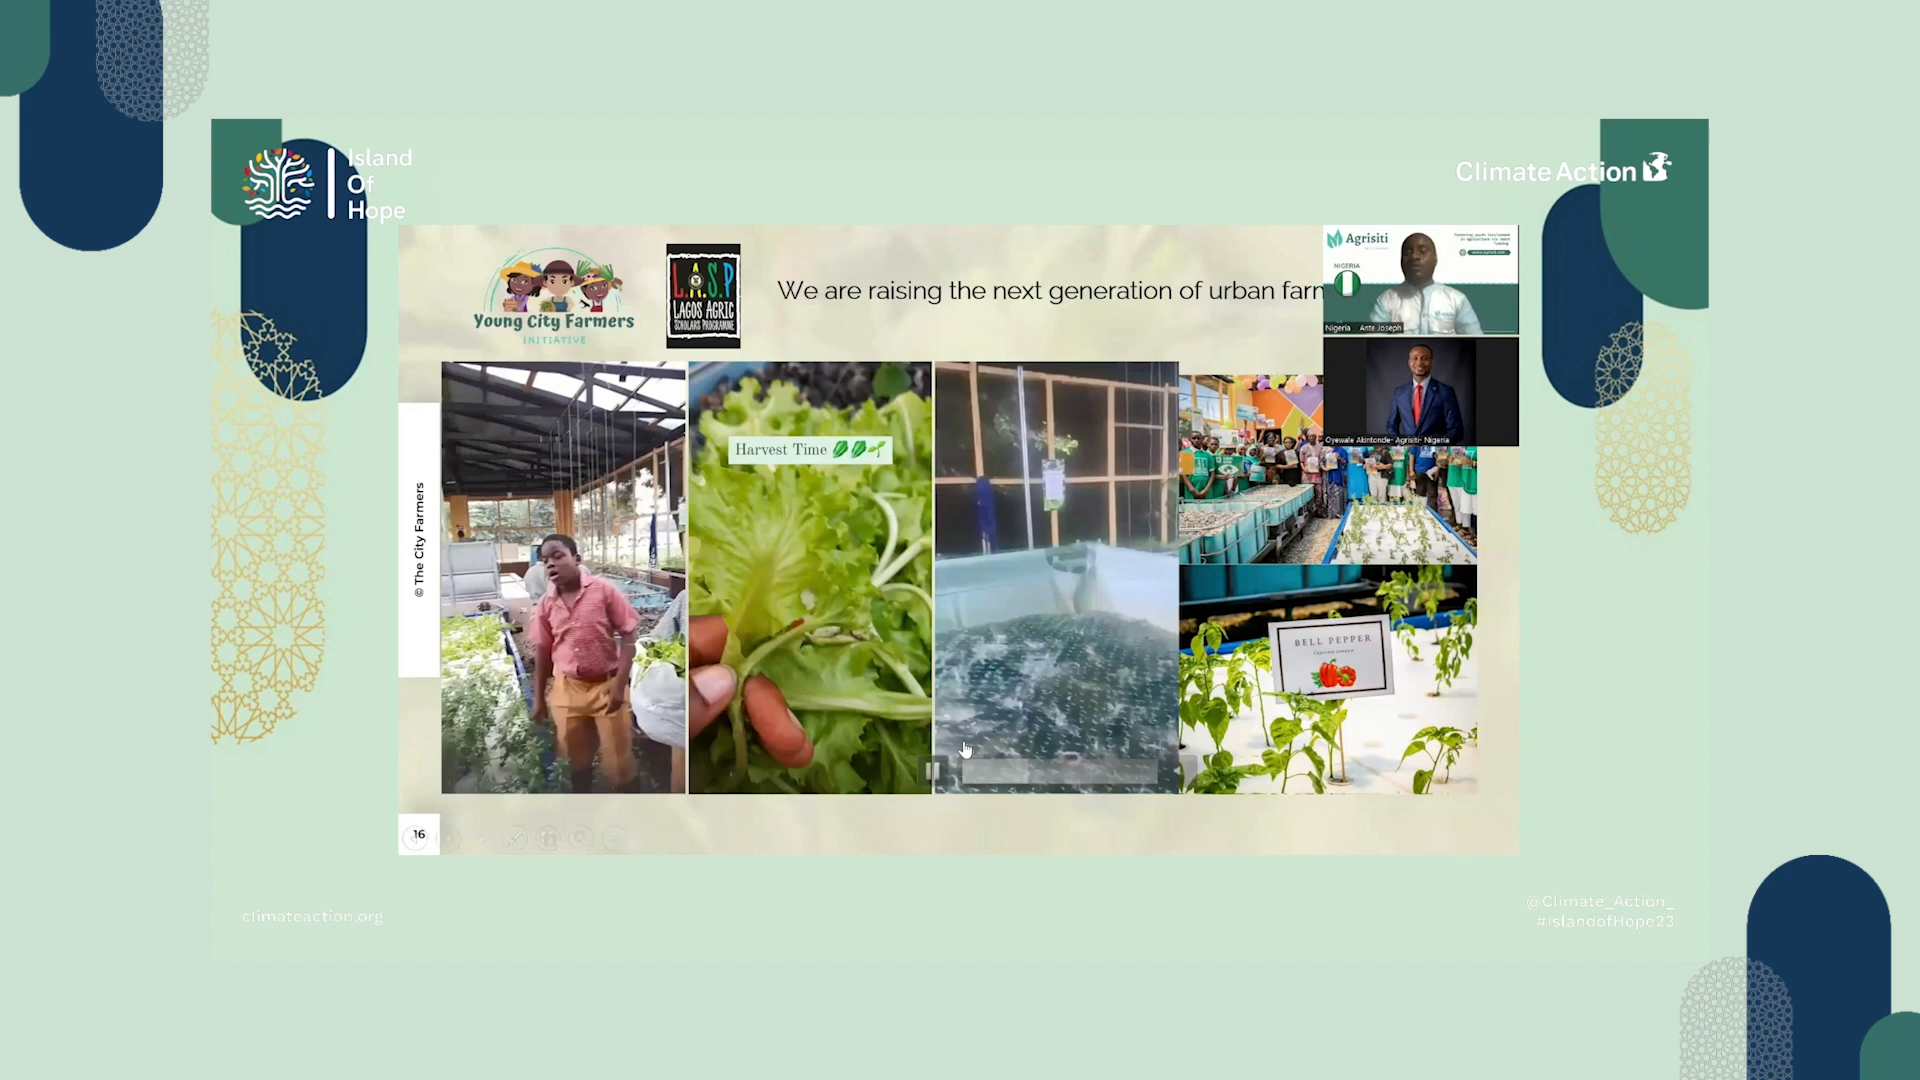 Island
Of
Hope
Climate Action
Young City Farmers
INITIATIVE
L.A.S.P
LAGOS AGRIC
SCHOLARS PROGRAMME
We are raising the next generation of urban farm
Agrisiti
NIGERIA
Nigeria Ante Joseph
Oyewale Akintonde- Agrisiti- Nigeria
© The City Farmers
Harvest Time
BELL PEPPER
16
climateaction.org
@Climate_Action_
#IslandofHope23